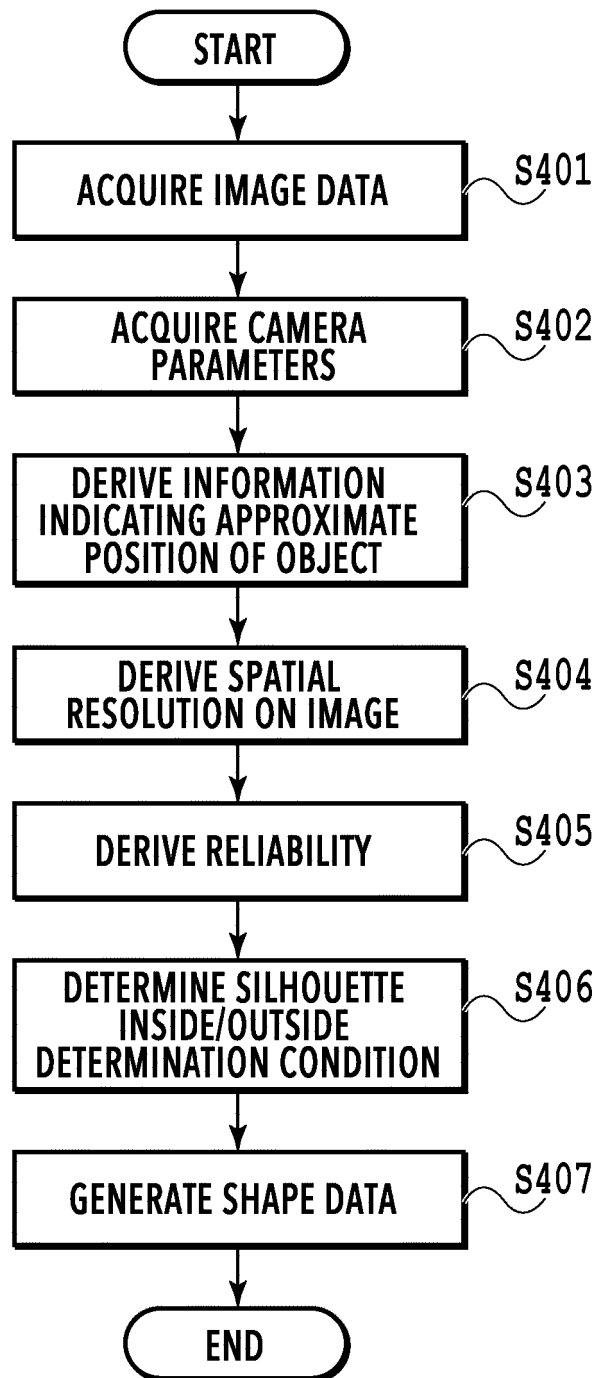 START
ACQUIRE IMAGE DATA
S401
ACQUIRE CAMERA
PARAMETERS
S402
DERIVE INFORMATION
INDICATING APPROXIMATE
POSITION OF OBJECT
S403
DERIVE SPATIAL
RESOLUTION ON IMAGE
S404
DERIVE RELIABILITY
S405
DETERMINE SILHOUETTE
INSIDE/OUTSIDE
DETERMINATION CONDITION
S406
GENERATE SHAPE DATA
S407
END